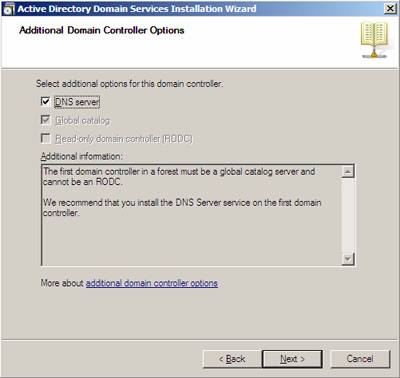 Active Directory Domain Services Installation Wizard
Additional Domain Controller Options
Select additional options for this domain controller.
DNS server
Global catalog
Read-only domain controller (RODC)
Additional information:
The first domain controller in a forest must be a global catalog server and
cannot be an RODC.
We recommend that you install the DNS Server service on the first domain
controller.
More about additional domain controller options
< Back
Next >
Cancel